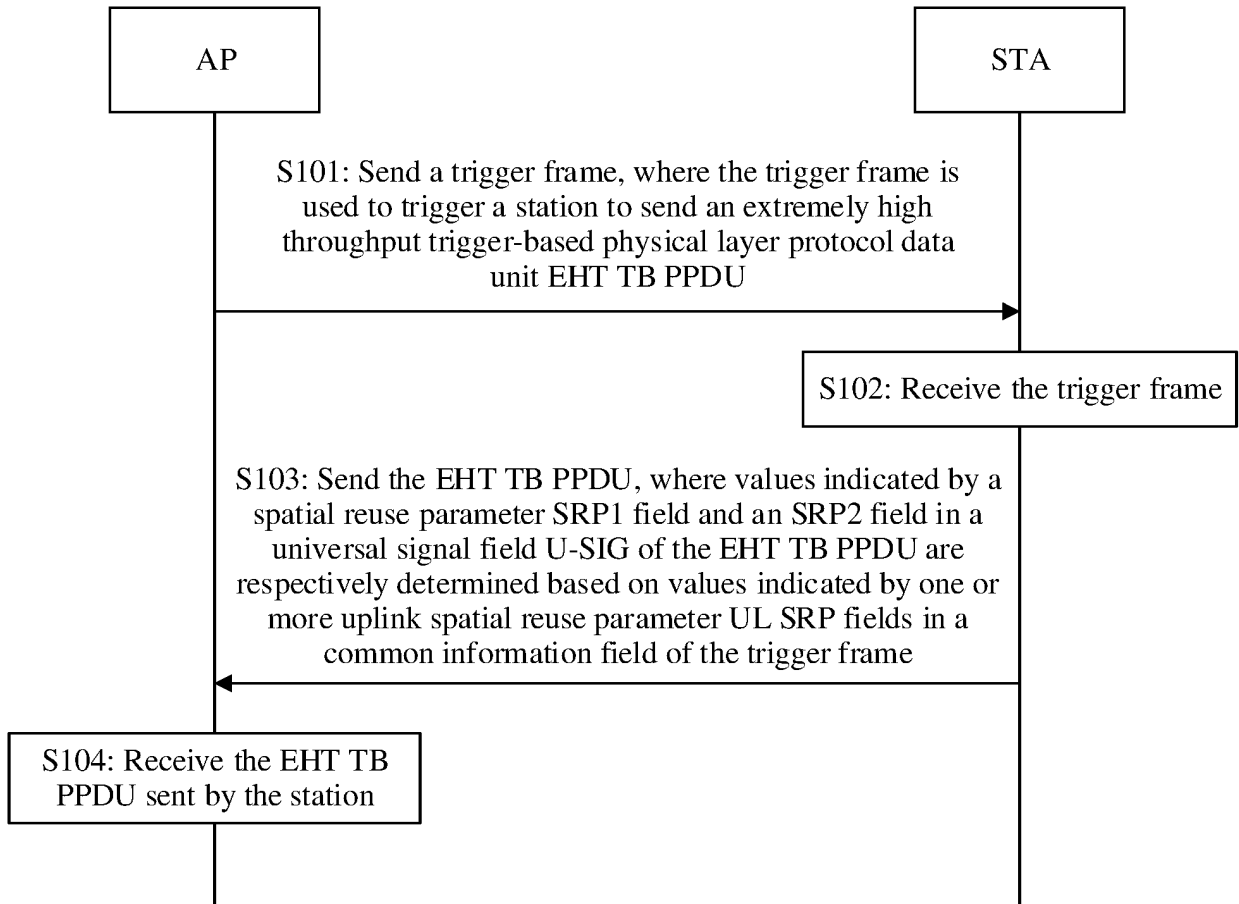 AP
STA
S101: Send a trigger frame, where the trigger frame is
used to trigger a station to send an extremely high
throughput trigger-based physical layer protocol data
unit EHT TB PPDU
S102: Receive the trigger frame
S103: Send the EHT TB PPDU, where values indicated by a
spatial reuse parameter SRP1 field and an SRP2 field in a
universal signal field U-SIG of the EHT TB PPDU are
respectively determined based on values indicated by one or
more uplink spatial reuse parameter UL SRP fields in a
common information field of the trigger frame
S104: Receive the EHT TB
PPDU sent by the station